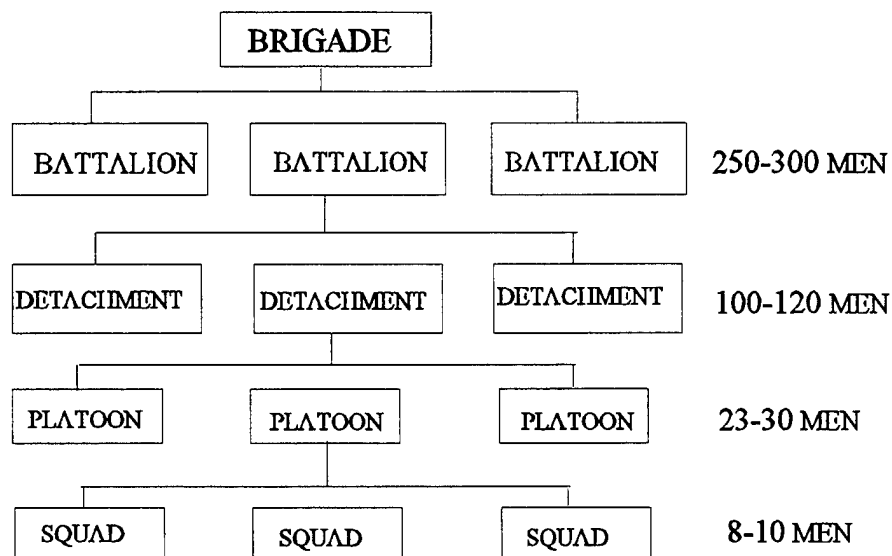 BRIGADE
BATTALION BATTALION BATTALION 250-300 MEN
DETACHMENT DETACHMENT DETACHMENT 100-120 MEN
PLATOON PLATOON PLATOON 23-30 MEN
SQUAD SQUAD SQUAD 8-10 MEN